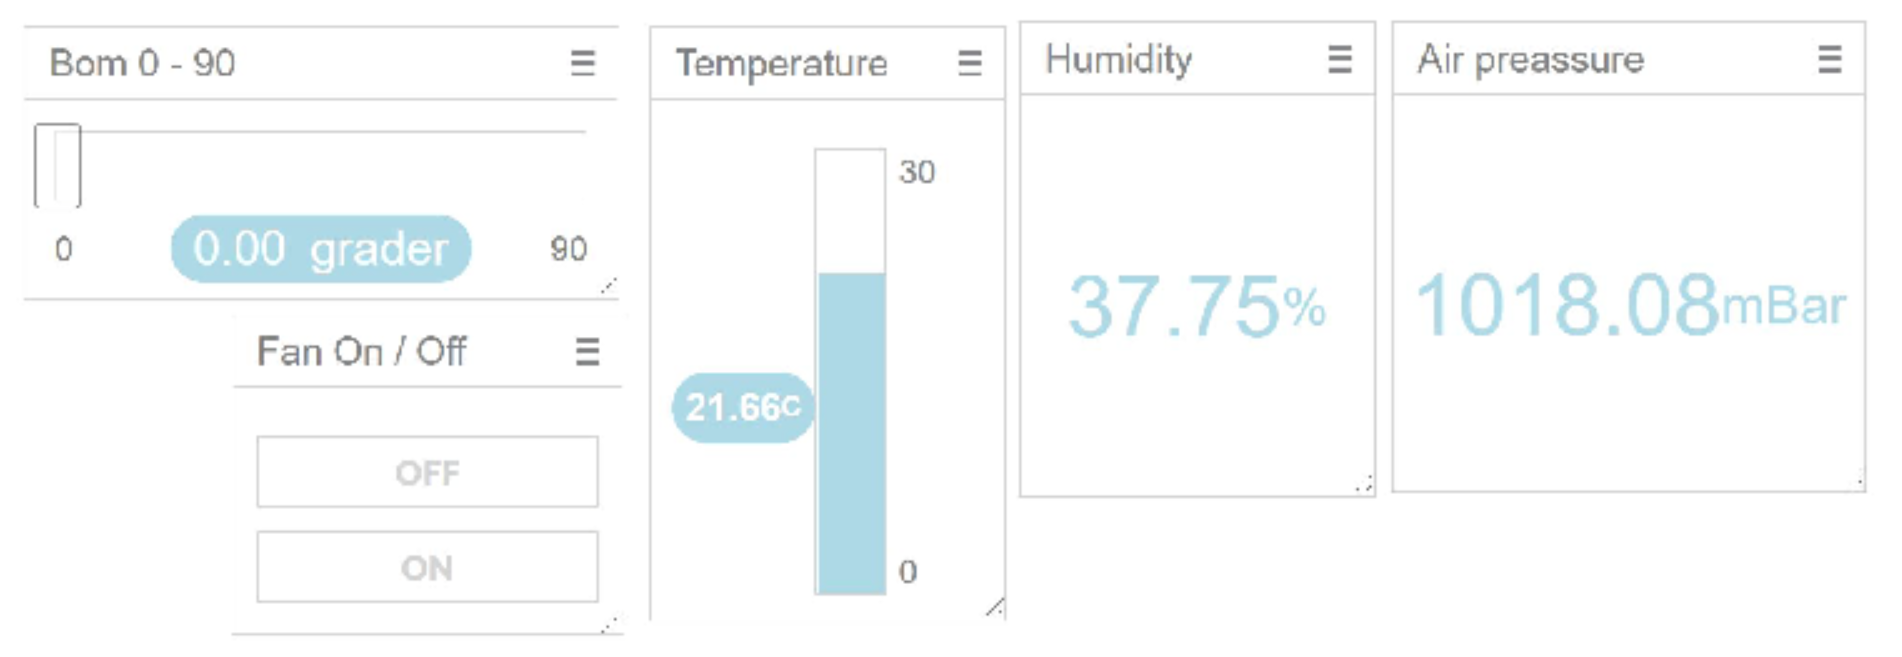 Bom 0 - 90
0
0.00 grader
90
Fan On / Off
OFF
ON
Temperature
30
21.66C
0
Humidity
37.75%
Air preassure
1018.08mBar